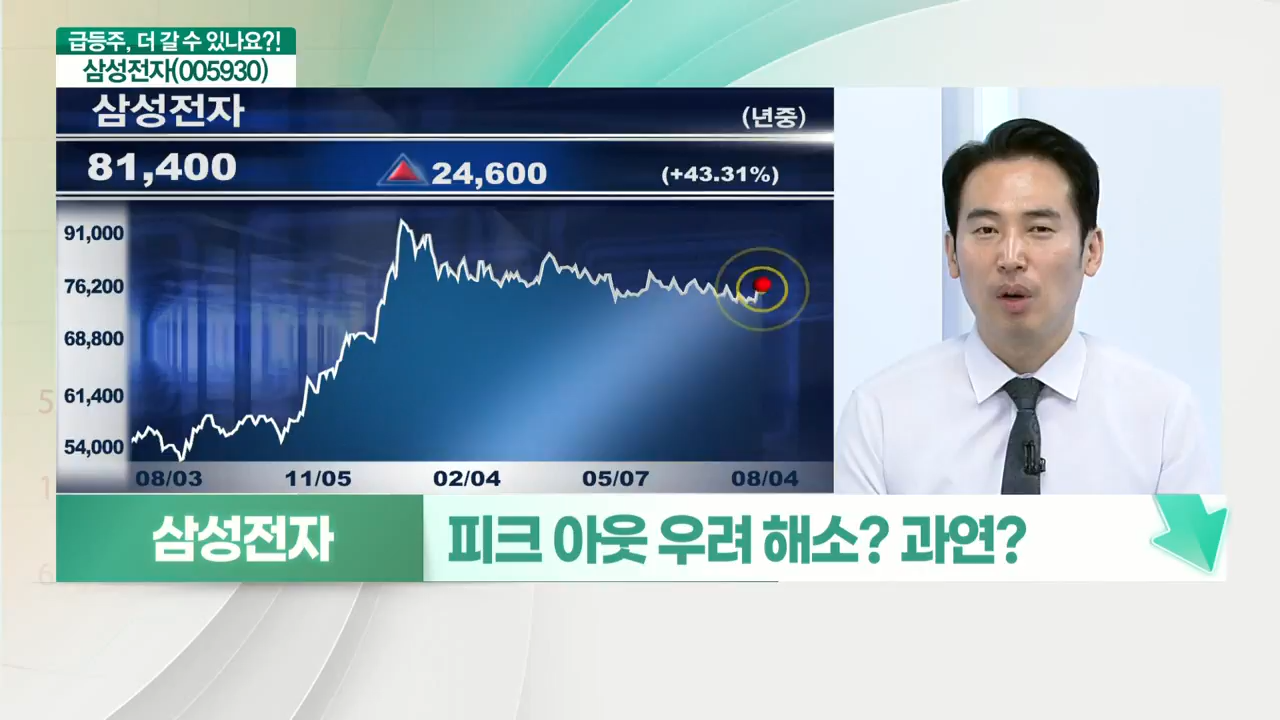 급등주, 더 갈 수 있나요?!
삼성전자(005930)
삼성전자
(년중)
81,400
24,600
(+43.31%)
91,000
76,200
68,800
61,400
54,000
08/03
11/05
02/04
05/07
08/04
5
1
6
삼성전자
피크 아웃 우려 해소? 과연?